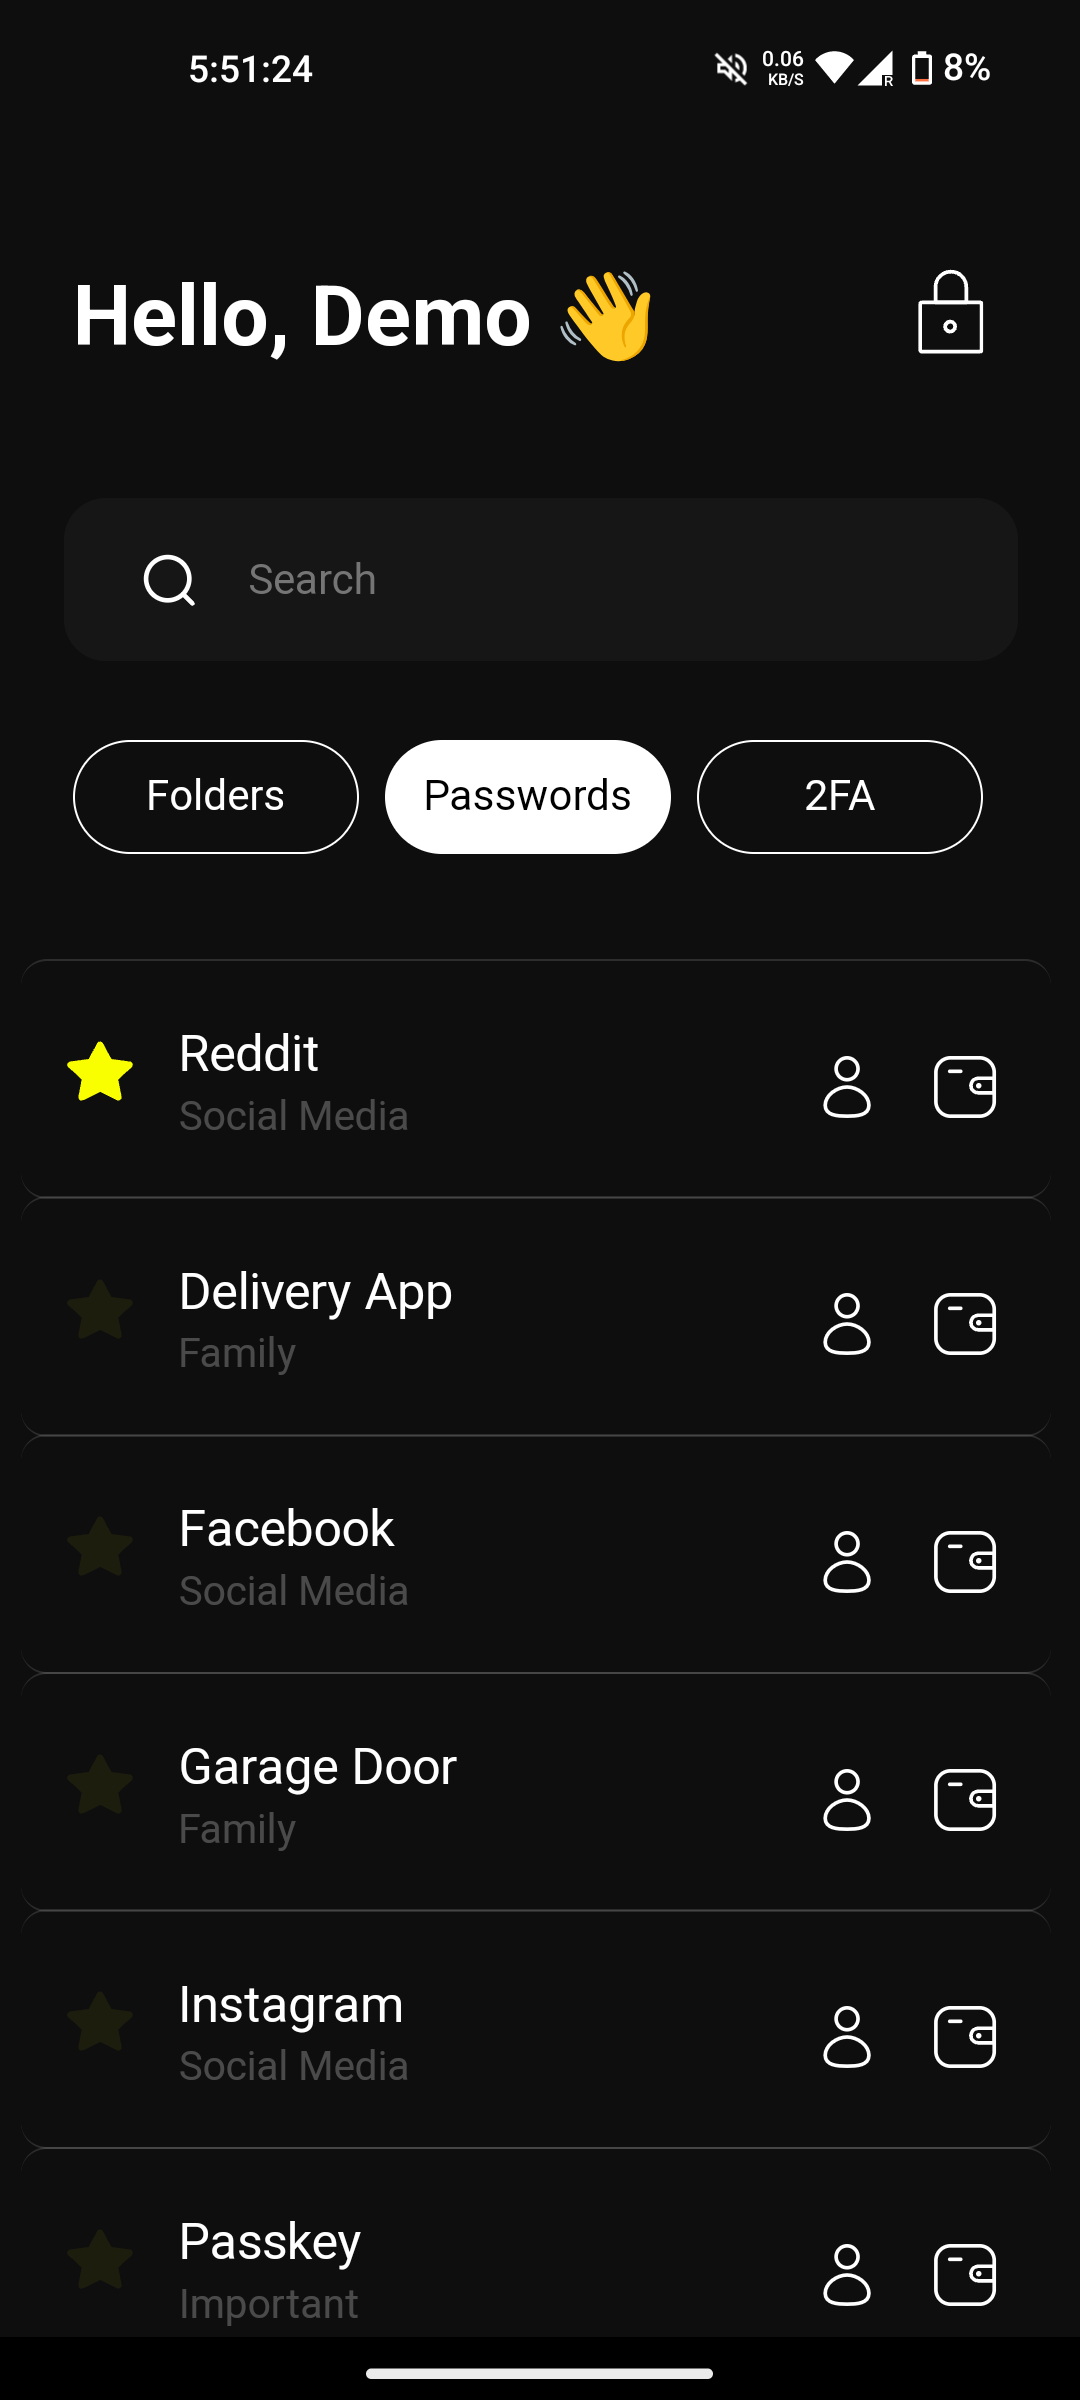 5:51:24
0.06
KB/S
R
8%
Hello, Demo 👋
Search
Folders
Passwords
2FA
Reddit
Social Media
Delivery App
Family
Facebook
Social Media
Garage Door
Family
Instagram
Social Media
Passkey
Important